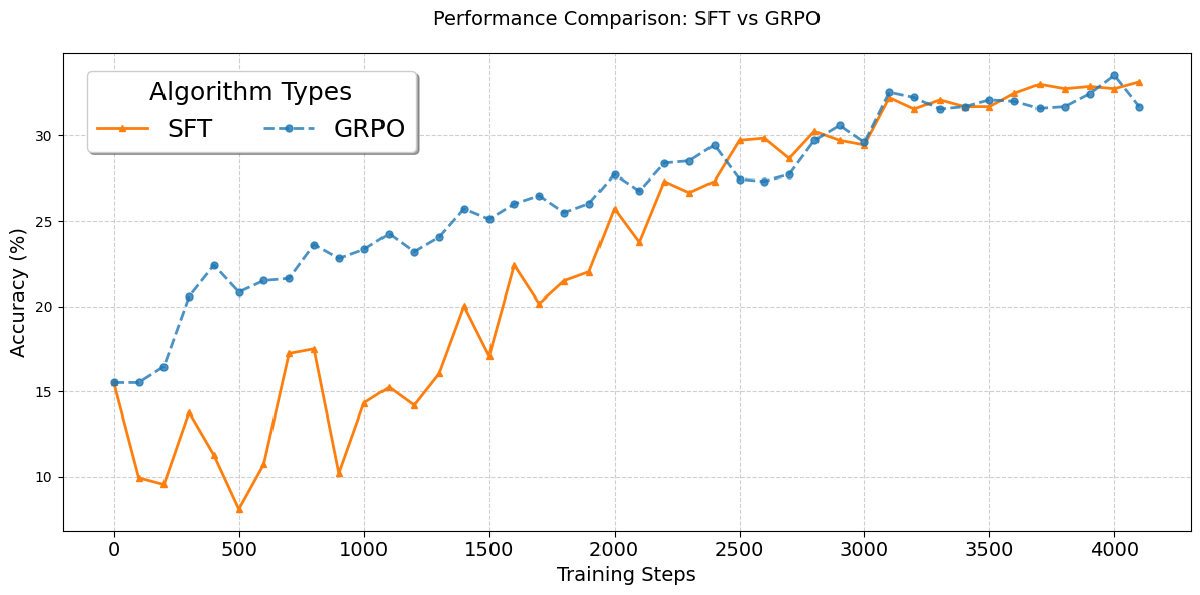 Performance Comparison: SFT vs GRPO
Algorithm Types
SFT GRPO
Accuracy (%)
30
25
20
15
10
0 500 1000 1500 2000 2500 3000 3500 4000
Training Steps